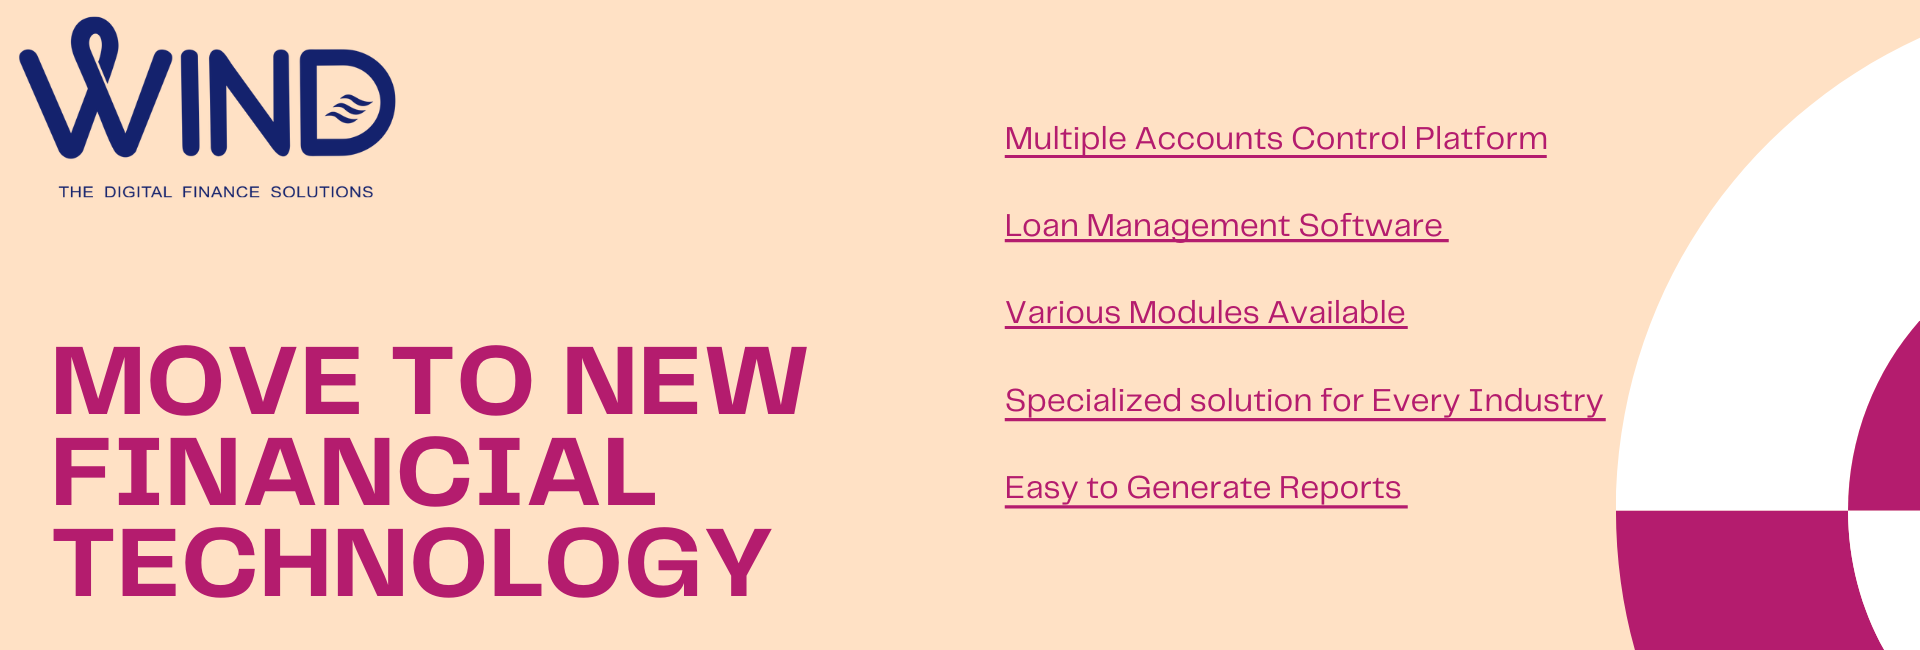 WIND
THE DIGITAL FINANCE SOLUTIONS
MOVE TO NEW
FINANCIAL
TECHNOLOGY
Multiple Accounts Control Platform
Loan Management Software
Various Modules Available
Specialized solution for Every Industry
Easy to Generate Reports